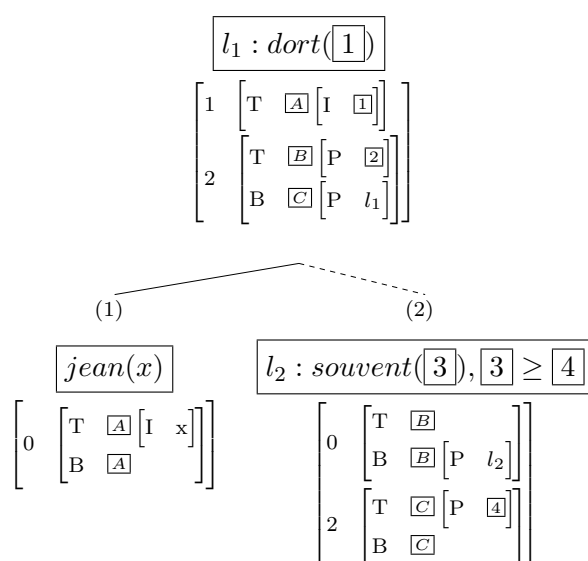 l₁ : dort( 1 )
1 T A I 1
T B P 2
2
B C P l₁
(1) (2)
jean(x) l₂ : souvent( 3 ), 3 ≥ 4
0 T A I x
B A
0 T B
B B P l₂
2 T C P 4
B C